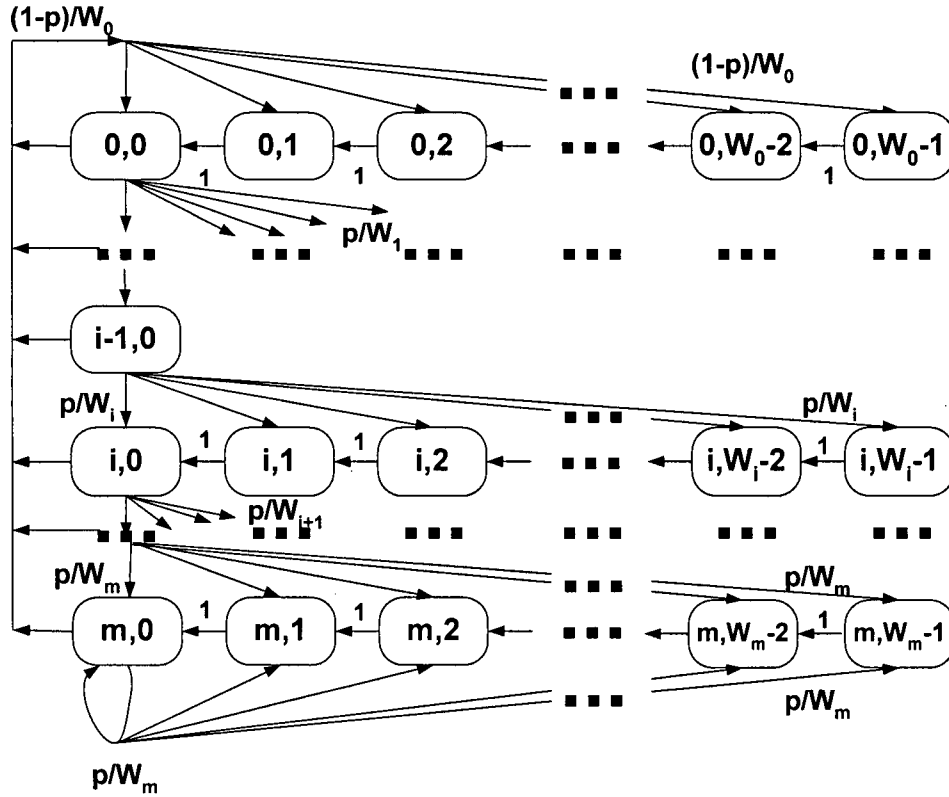 (1-p)/W₀
(1-p)/W₀
0,0 0,1 0,2 0,W₀-2 0,W₀-1
1 1 1
p/W₁
i-1,0
p/Wᵢ p/Wᵢ
1 1 1
i,0 i,1 i,2 i,Wᵢ-2 i,Wᵢ-1
p/Wᵢ₊₁
p/Wₘ p/Wₘ
1 1 1
m,0 m,1 m,2 m,Wₘ-2 m,Wₘ-1
p/Wₘ
p/Wₘ